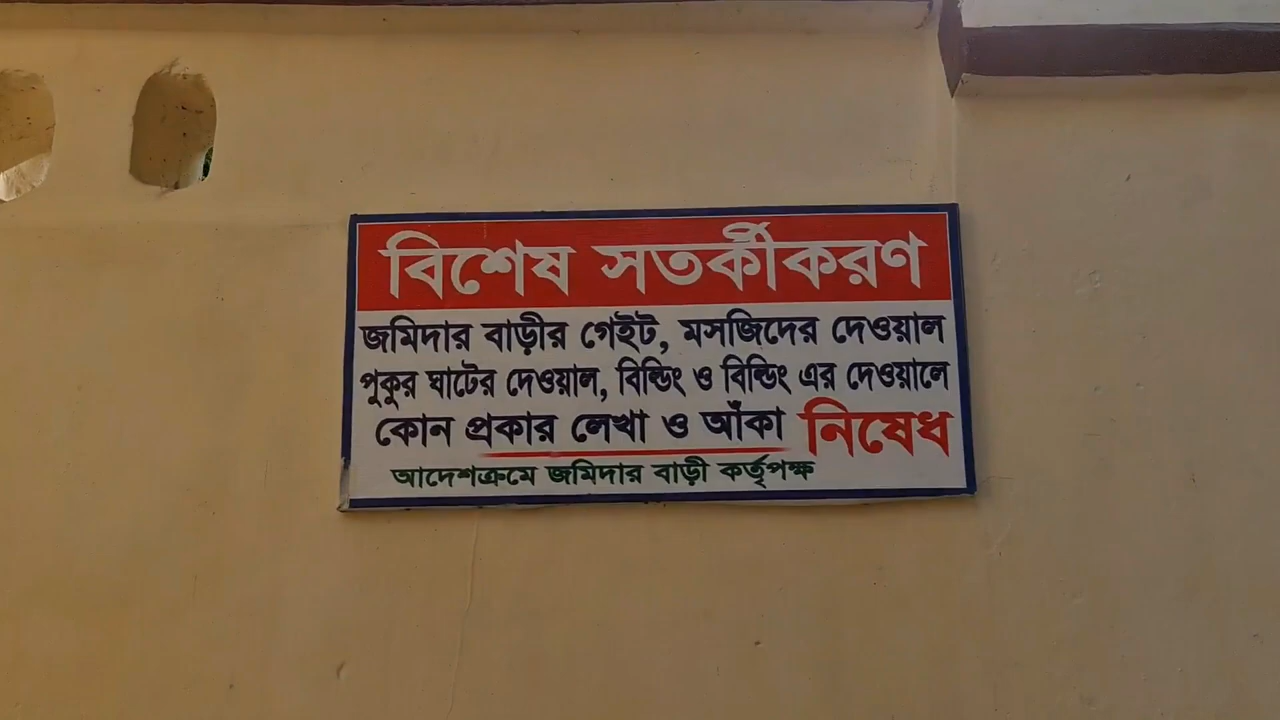 বিশেষ সতর্কীকরণ
জমিদার বাড়ীর গেইট, মসজিদের দেওয়াল
পুকুর ঘাটের দেওয়াল, বিল্ডিং ও বিল্ডিং এর দেওয়ালে
কোন প্রকার লেখা ও আঁকা নিষেধ
আদেশক্রমে জমিদার বাড়ী কর্তৃপক্ষ